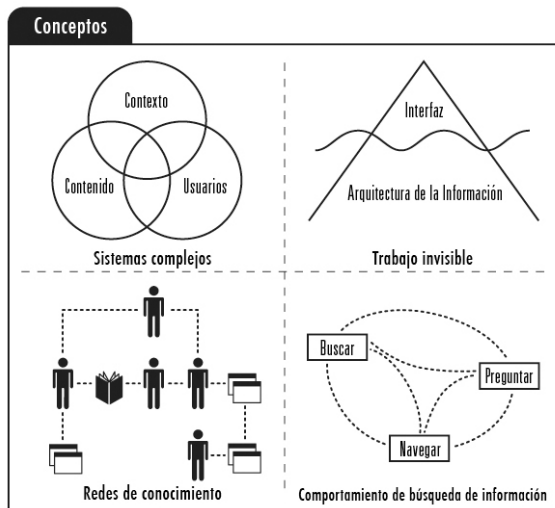 Conceptos
Contexto
Contenido
Usuarios
Sistemas complejos
Interfaz
Arquitectura de la Información
Trabajo invisible
Redes de conocimiento
Buscar
Preguntar
Navegar
Comportamiento de búsqueda de información